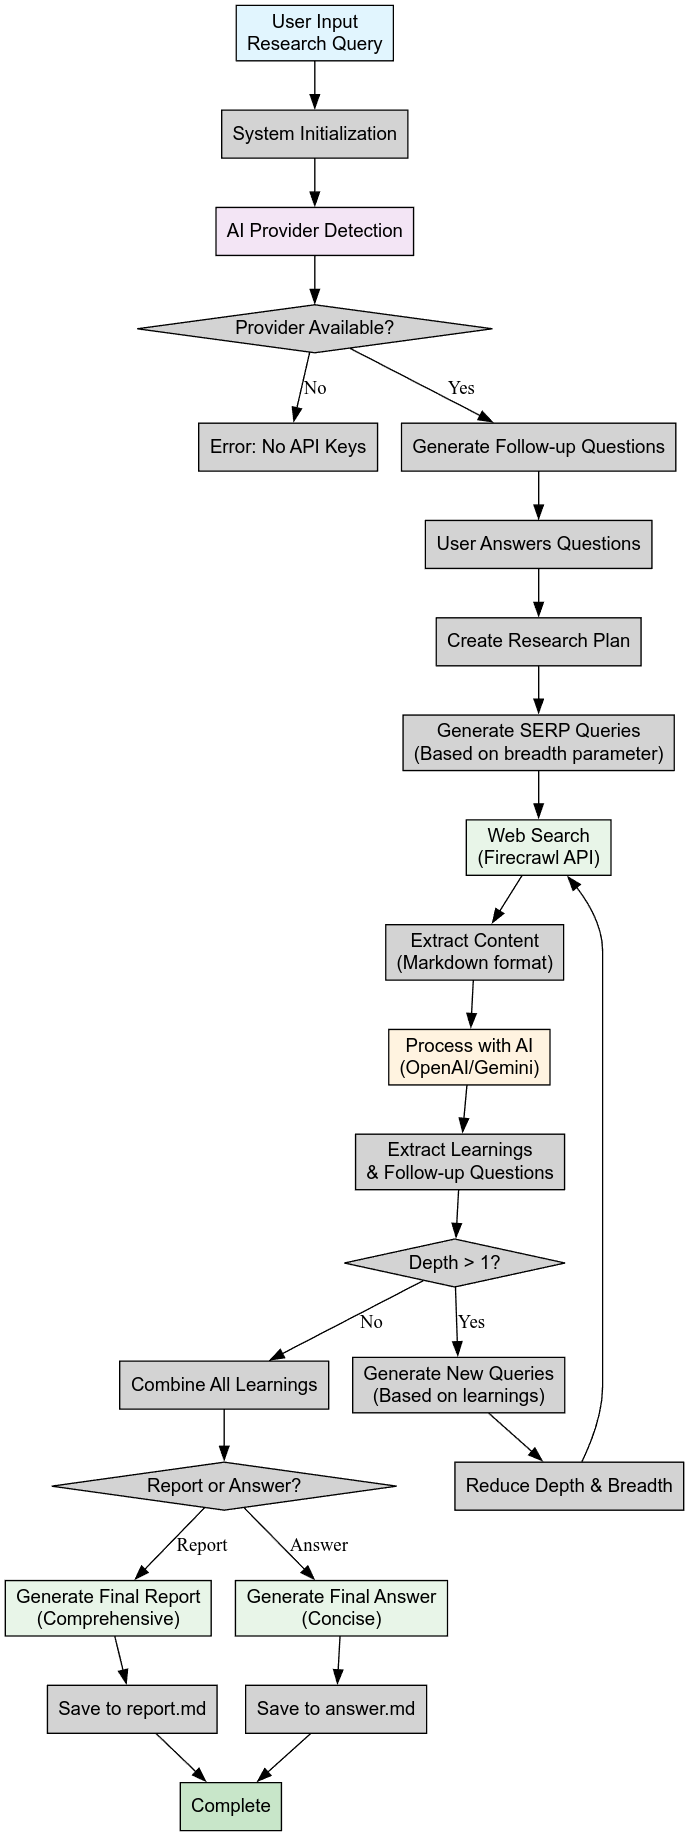 User Input
Research Query
System Initialization
AI Provider Detection
Provider Available?
No
Yes
Error: No API Keys
Generate Follow-up Questions
User Answers Questions
Create Research Plan
Generate SERP Queries
(Based on breadth parameter)
Web Search
(Firecrawl API)
Extract Content
(Markdown format)
Process with AI
(OpenAI/Gemini)
Extract Learnings
& Follow-up Questions
Depth > 1?
No
Yes
Combine All Learnings
Generate New Queries
(Based on learnings)
Report or Answer?
Reduce Depth & Breadth
Report
Answer
Generate Final Report
(Comprehensive)
Generate Final Answer
(Concise)
Save to report.md
Save to answer.md
Complete